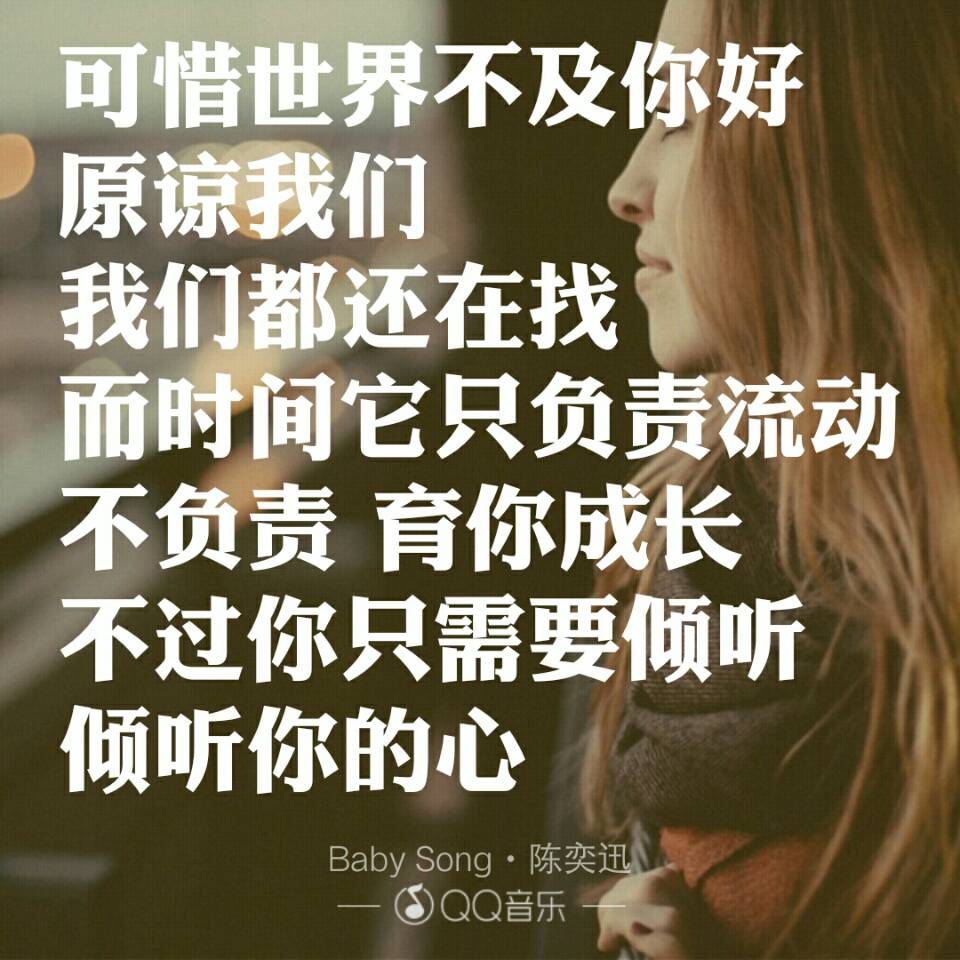 可惜世界不及你好
原谅我们
我们都还在找
而时间它只负责流动
不负责 育你成长
不过你只需要倾听
倾听你的心
Baby Song·陈奕迅
QQ音乐